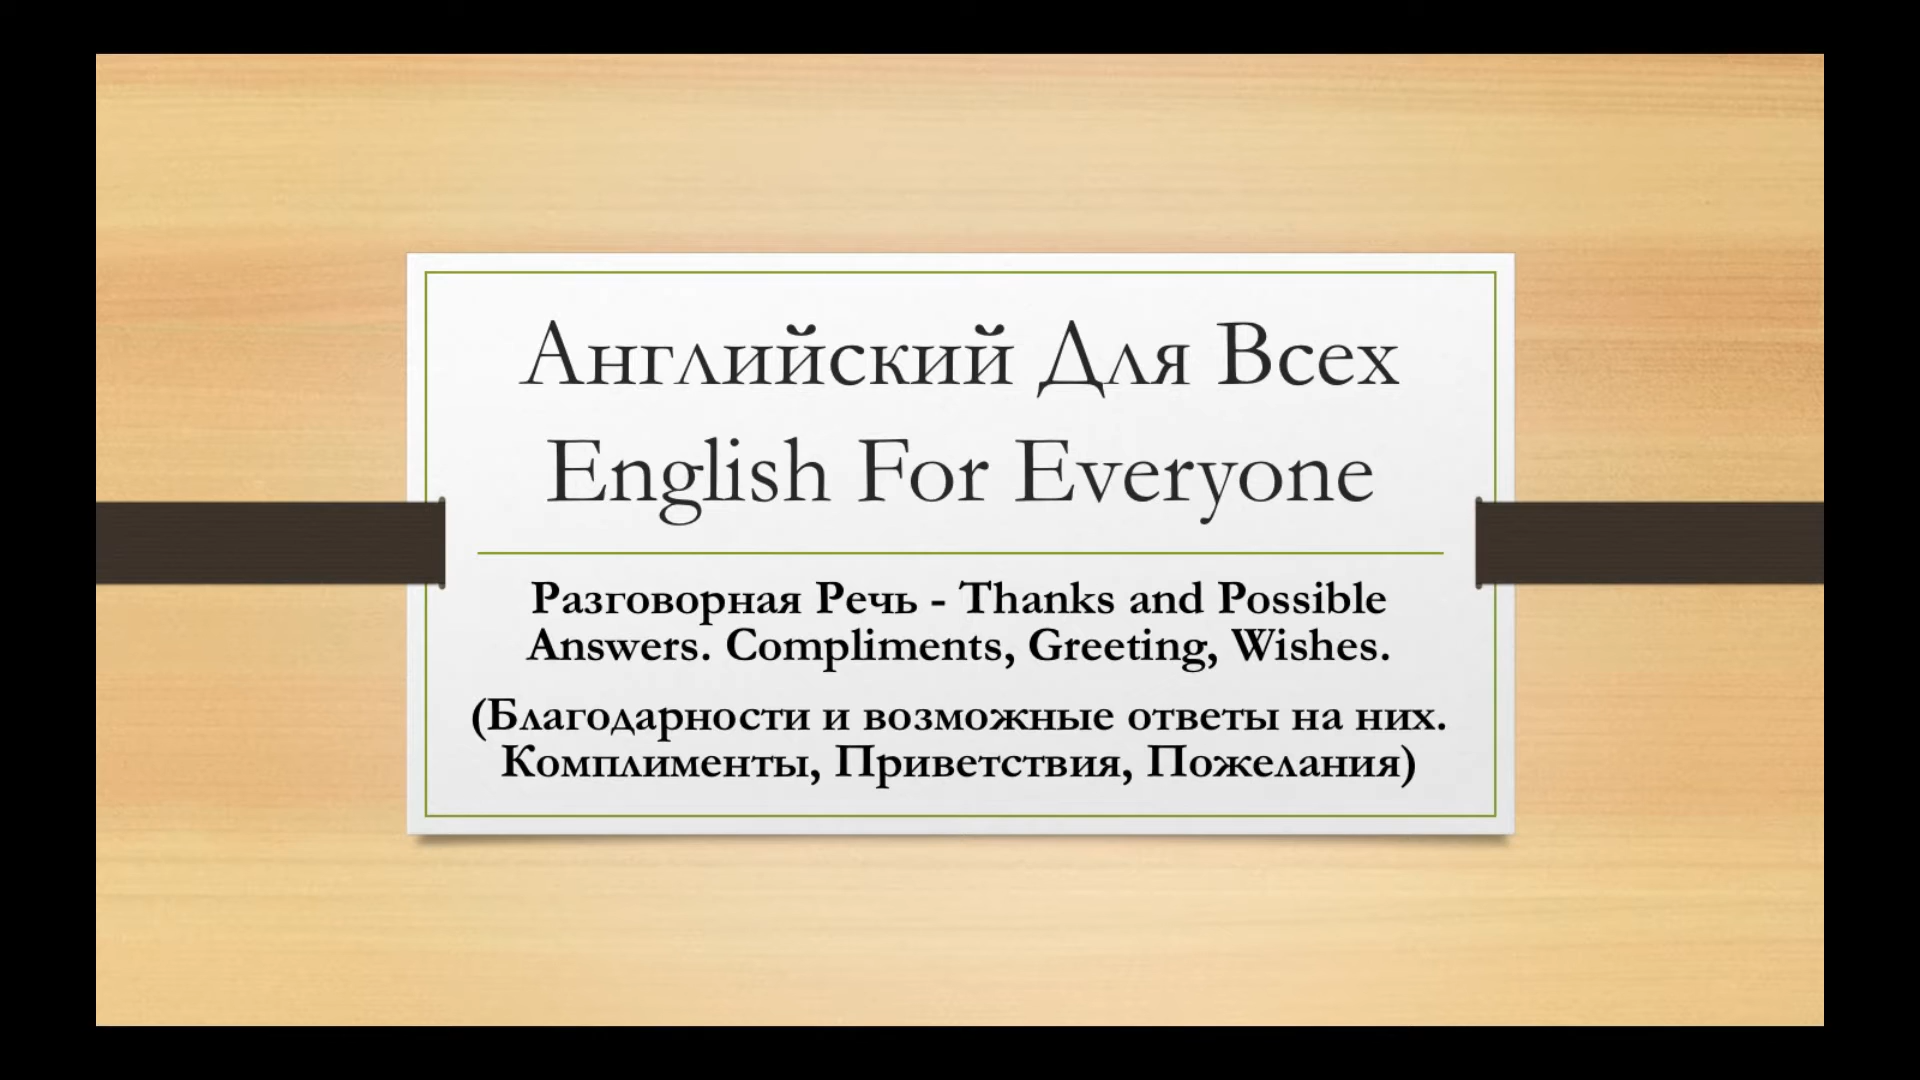 Английский Для Всех
English For Everyone
Разговорная Речь - Thanks and Possible
Answers. Compliments, Greeting, Wishes.
(Благодарности и возможные ответы на них.
Комплименты, Приветствия, Пожелания)